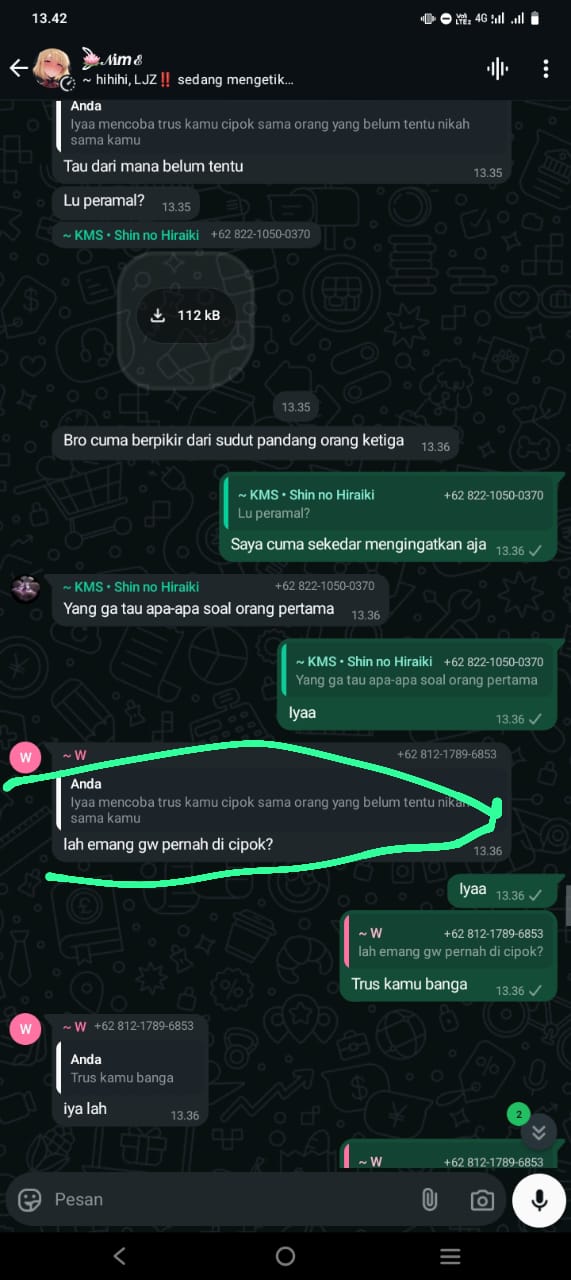 13.42
4G
Nim
~ hihihi, LJZ‼️ sedang mengetik...
Anda
Iyaa mencoba trus kamu cipok sama orang yang belum tentu nikah
sama kamu
Tau dari mana belum tentu
13.35
Lu peramal?
13.35
~ KMS • Shin no Hiraiki +62 822-1050-0370
112 kB
13.35
Bro cuma berpikir dari sudut pandang orang ketiga
13.36
~ KMS • Shin no Hiraiki +62 822-1050-0370
Lu peramal?
Saya cuma sekedar mengingatkan aja
13.36
~ KMS • Shin no Hiraiki +62 822-1050-0370
Yang ga tau apa-apa soal orang pertama
13.36
~ KMS • Shin no Hiraiki +62 822-1050-0370
Yang ga tau apa-apa soal orang pertama
Iyaa
13.36
W
~ W +62 812-1789-6853
Anda
Iyaa mencoba trus kamu cipok sama orang yang belum tentu nikah
sama kamu
lah emang gw pernah di cipok?
13.36
Iyaa
13.36
~ W +62 812-1789-6853
lah emang gw pernah di cipok?
Trus kamu banga
13.36
W
~ W +62 812-1789-6853
Anda
Trus kamu banga
iya lah
13.36
2
~ W +62 812-1789-6853
Pesan